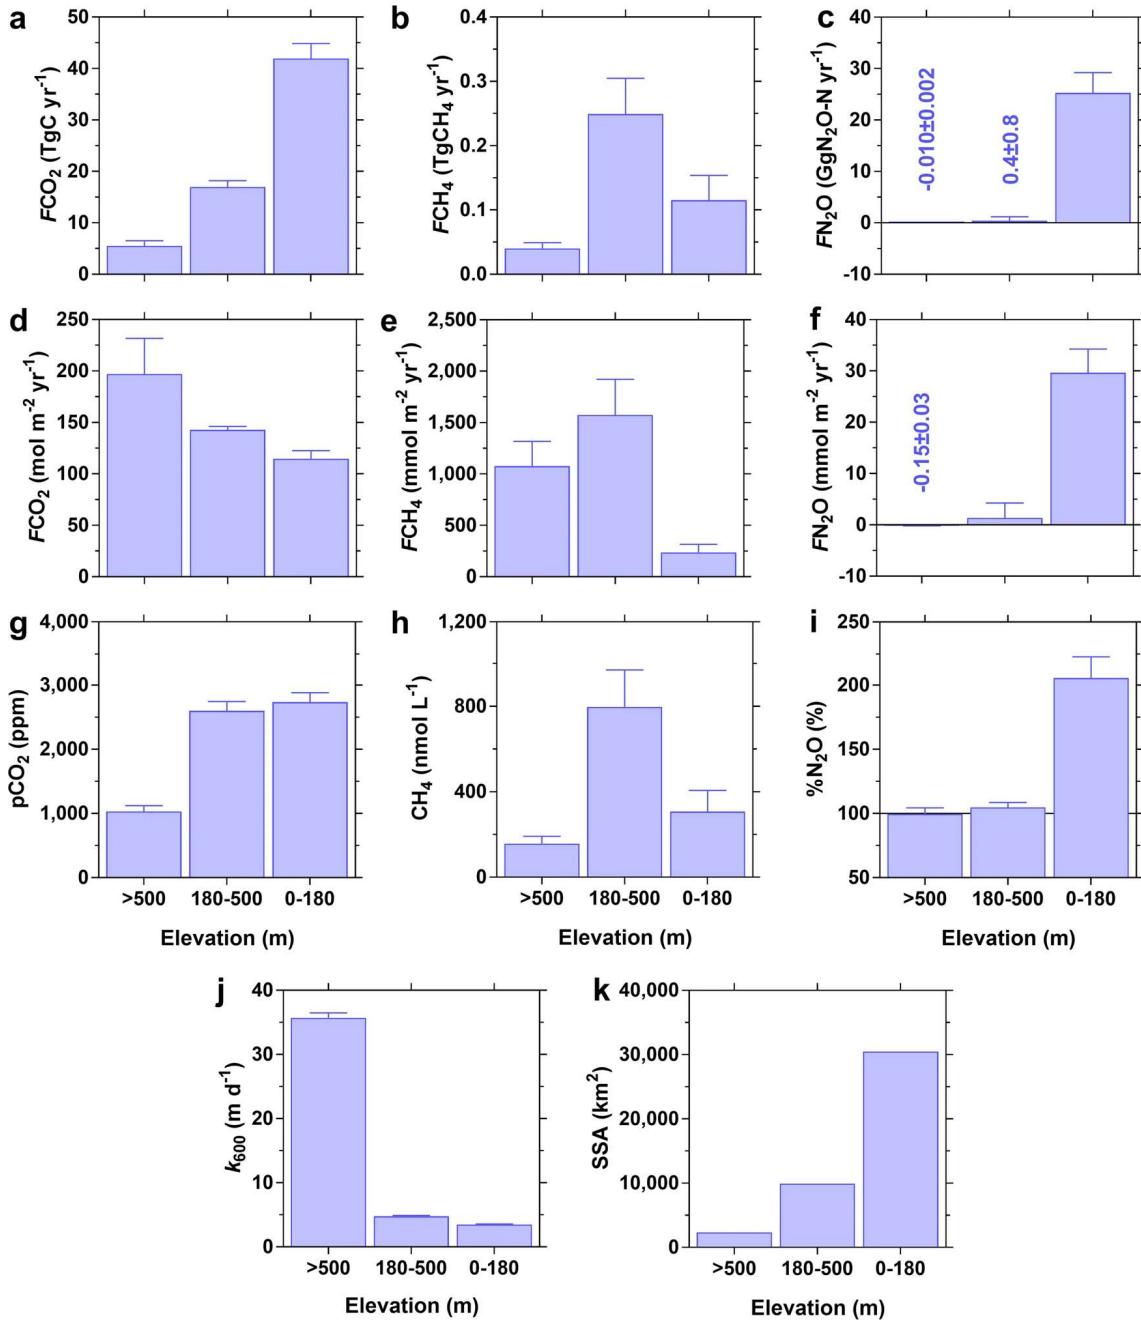 a
FCO₂ (TgC yr⁻¹)
50
40
30
20
10
0
b
FCH₄ (TgCH₄ yr⁻¹)
0.4
0.3
0.2
0.1
0.0
c
FN₂O (GgN₂O-N yr⁻¹)
40
30
20
10
0
-10
-0.010±0.002
0.4±0.8
d
FCO₂ (mol m⁻² yr⁻¹)
250
200
150
100
50
0
e
FCH₄ (mmol m⁻² yr⁻¹)
2,500
2,000
1,500
1,000
500
0
f
FN₂O (mmol m⁻² yr⁻¹)
40
30
20
10
0
-10
-0.15±0.03
g
pCO₂ (ppm)
4,000
3,000
2,000
1,000
0
>500 180-500 0-180
Elevation (m)
h
CH₄ (nmol L⁻¹)
1,200
800
400
0
>500 180-500 0-180
Elevation (m)
i
%N₂O (%)
250
200
150
100
50
>500 180-500 0-180
Elevation (m)
j
k₆₀₀ (m d⁻¹)
40
30
20
10
0
>500 180-500 0-180
Elevation (m)
k
SSA (km²)
40,000
30,000
20,000
10,000
0
>500 180-500 0-180
Elevation (m)